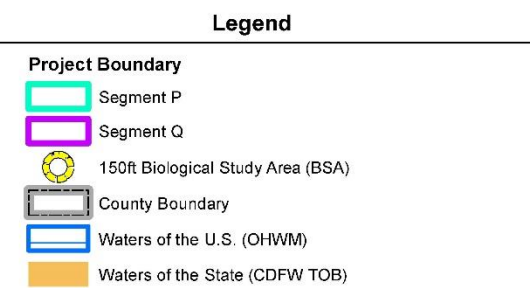 Legend
Project Boundary
Segment P
Segment Q
150ft Biological Study Area (BSA)
County Boundary
Waters of the U.S. (OHWM)
Waters of the State (CDFW TOB)